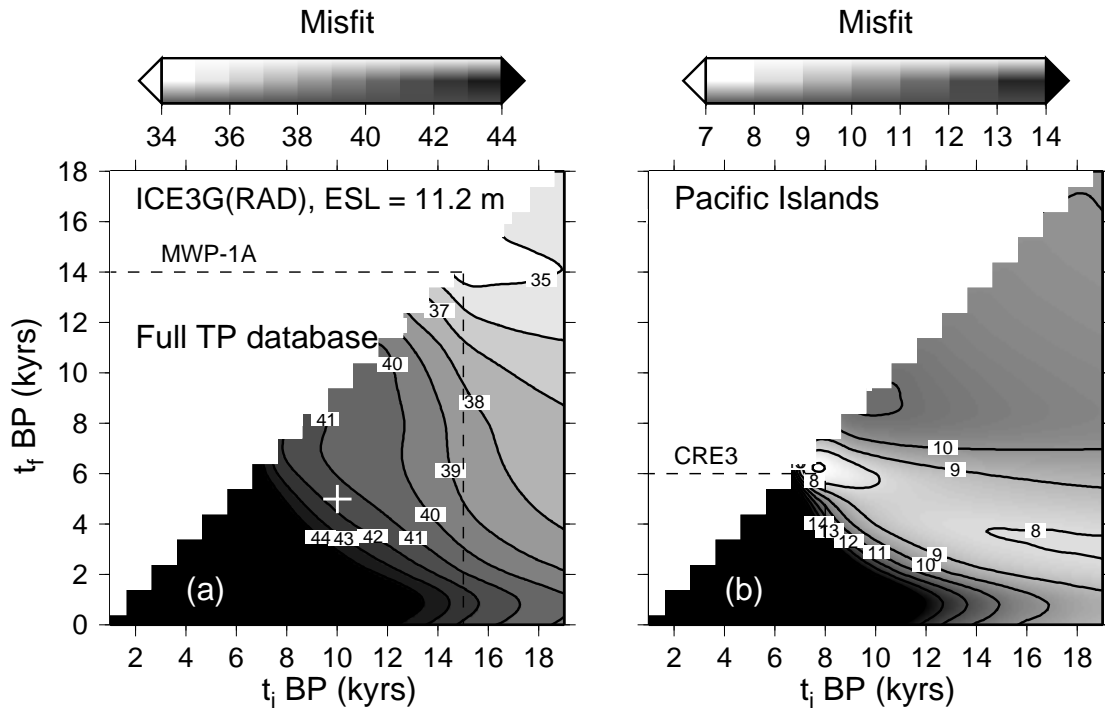 Misfit
34 36 38 40 42 44
ICE3G(RAD), ESL = 11.2 m
MWP-1A
Full TP database
35
37
40
38
41
39
40
44 43 42 41
(a)
18
16
14
12
10
8
6
4
2
0
t_f BP (kyrs)
2 4 6 8 10 12 14 16 18
t_i BP (kyrs)
Misfit
7 8 9 10 11 12 13 14
Pacific Islands
10
9
CRE3
8
14
13
12
11
10
9
8
(b)
2 4 6 8 10 12 14 16 18
t_i BP (kyrs)